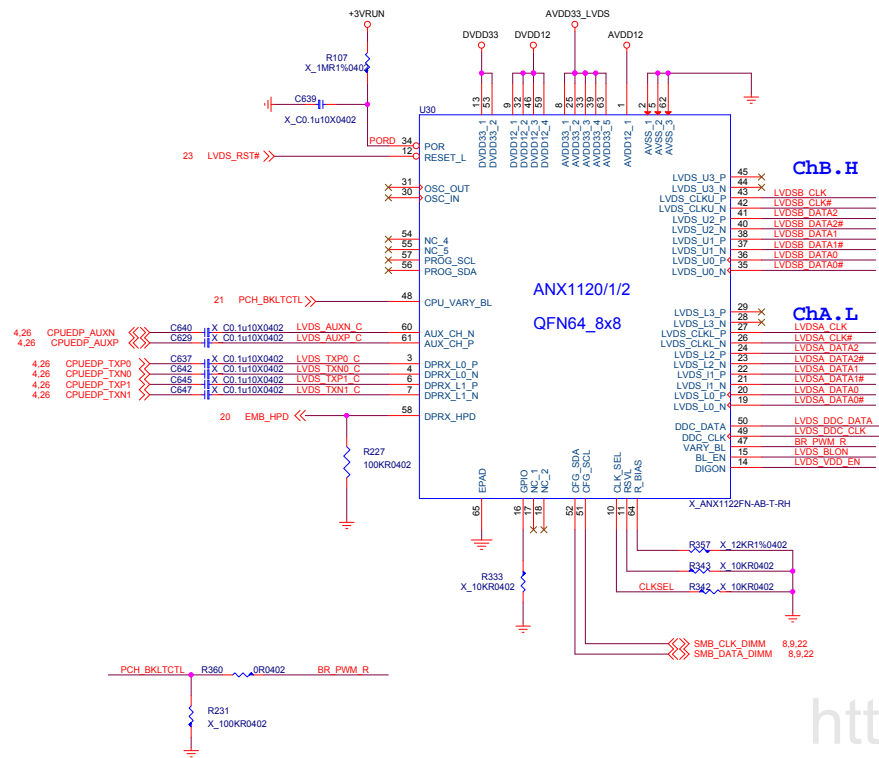 +3VRUN
AVDD33_LVDS
DVDD33
DVDD12
AVDD12
R107
X_1MR1%0402
C639
X_C0.1u10X0402
U30
13
53
9
32
46
59
8
25
33
39
63
1
2
5
62
DVDD33_1
DVDD33_2
DVDD12_1
DVDD12_2
DVDD12_3
DVDD12_4
AVDD33_1
AVDD33_2
AVDD33_3
AVDD33_4
AVDD33_5
AVDD12_1
AVSS_1
AVSS_2
AVSS_3
PORD 34 POR
23 LVDS_RST# 12 RESET_L
31 OSC_OUT
30 OSC_IN
54 NC_4
55 NC_5
57 PROG_SCL
56 PROG_SDA
21 PCH_BKLTCTL 48 CPU_VARY_BL
4,26 CPUEDP_AUXN C640 X_C0.1u10X0402 LVDS_AUXN_C 60 AUX_CH_N
4,26 CPUEDP_AUXP C629 X_C0.1u10X0402 LVDS_AUXP_C 61 AUX_CH_P
4,26 CPUEDP_TXP0 C637 X_C0.1u10X0402 LVDS_TXP0_C 3 DPRX_L0_P
4,26 CPUEDP_TXN0 C642 X_C0.1u10X0402 LVDS_TXN0_C 4 DPRX_L0_N
4,26 CPUEDP_TXP1 C645 X_C0.1u10X0402 LVDS_TXP1_C 6 DPRX_L1_P
4,26 CPUEDP_TXN1 C647 X_C0.1u10X0402 LVDS_TXN1_C 7 DPRX_L1_N
20 EMB_HPD 58 DPRX_HPD
R227
100KR0402
ANX1120/1/2
QFN64_8x8
ChB.H
LVDS_U3_P 45
LVDS_U3_N 44
LVDS_CLKU_P 43 LVDSB_CLK
LVDS_CLKU_N 42 LVDSB_CLK#
LVDS_U2_P 41 LVDSB_DATA2
LVDS_U2_N 40 LVDSB_DATA2#
LVDS_U1_P 38 LVDSB_DATA1
LVDS_U1_N 37 LVDSB_DATA1#
LVDS_U0_P 36 LVDSB_DATA0
LVDS_U0_N 35 LVDSB_DATA0#
ChA.L
LVDS_L3_P 29
LVDS_L3_N 28
LVDS_CLKL_P 27 LVDSA_CLK
LVDS_CLKL_N 26 LVDSA_CLK#
LVDS_L2_P 24 LVDSA_DATA2
LVDS_L2_N 23 LVDSA_DATA2#
LVDS_I1_P 22 LVDSA_DATA1
LVDS_I1_N 21 LVDSA_DATA1#
LVDS_L0_P 20 LVDSA_DATA0
LVDS_L0_N 19 LVDSA_DATA0#
DDC_DATA 50 LVDS_DDC_DATA
DDC_CLK 49 LVDS_DDC_CLK
VARY_BL 47 BR_PWM_R
BL_EN 15 LVDS_BLON
DIGON 14 LVDS_VDD_EN
EPAD
GPIO
NC_1
NC_2
CFG_SDA
CFG_SCL
CLK_SEL
RSVL
R_BIAS
65
16
17
18
52
51
10
11
64
X_ANX1122FN-AB-T-RH
R333
X_10KR0402
R357 X_12KR1%0402
R343 X_10KR0402
CLKSEL R342 X_10KR0402
SMB_CLK_DIMM 8,9,22
SMB_DATA_DIMM 8,9,22
PCH_BKLTCTL R360 0R0402 BR_PWM_R
R231
X_100KR0402
htt